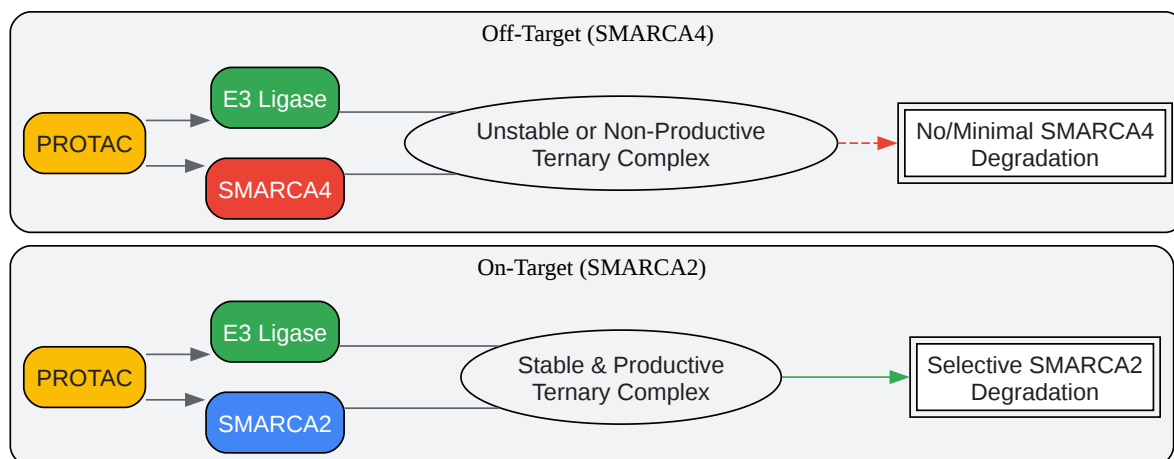 Off-Target (SMARCA4)
E3 Ligase
PROTAC
SMARCA4
Unstable or Non-Productive
Ternary Complex
No/Minimal SMARCA4
Degradation
On-Target (SMARCA2)
E3 Ligase
PROTAC
SMARCA2
Stable & Productive
Ternary Complex
Selective SMARCA2
Degradation